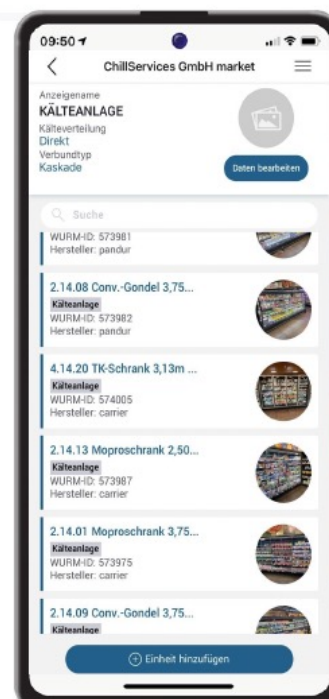 09:50
ChillServices GmbH market
Anzeigename
KÄLTEANLAGE
Kälteverteilung
Direkt
Verbundtyp
Kaskade
Daten bearbeiten
Suche
WURM-ID: 573981
Hersteller: pandur
2.14.08 Conv.-Gondel 3,75...
Kälteanlage
WURM-ID: 573982
Hersteller: pandur
4.14.20 TK-Schrank 3,13m ...
Kälteanlage
WURM-ID: 574005
Hersteller: carrier
2.14.13 Moproschrank 2,50...
Kälteanlage
WURM-ID: 573987
Hersteller: carrier
2.14.01 Moproschrank 3,75...
Kälteanlage
WURM-ID: 573975
Hersteller: carrier
2.14.09 Conv.-Gondel 3,75...
Kälteanlage
Einheit hinzufügen